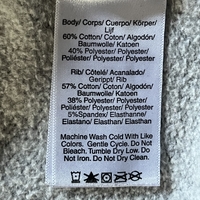 Body/ Corps/ Cuerpo/ Körper/
Lijf
60% Cotton/ Coton/ Algodón/
Baumwolle/ Katoen
40% Polyester/ Polyester/
Poliéster/ Polyester/ Polyester
Rib/ Côtelé/ Acanalado/
Gerippt/ Rib
57% Cotton/ Coton/ Algodón/
Baumwolle/ Katoen
38% Polyester/ Polyester/
Poliéster/ Polyester/ Polyester
5%Spandex/ Elasthanne/
Elastano/ Elasthan/ Elasthan
Machine Wash Cold With Like
Colors. Gentle Cycle. Do Not
Bleach. Tumble Dry Low. Do
Not Iron. Do Not Dry Clean.